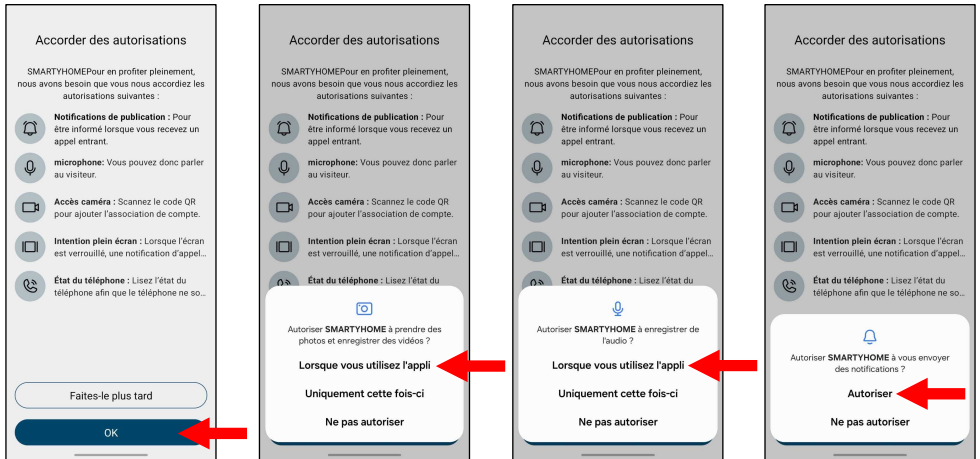 Accorder des autorisations
SMARTYHOMEPour en profiter pleinement,
nous avons besoin que vous nous accordiez les
autorisations suivantes :
Notifications de publication : Pour
être informé lorsque vous recevez un
appel entrant.
microphone: Vous pouvez donc parler
au visiteur.
Accès caméra : Scannez le code QR
pour ajouter l'association de compte.
Intention plein écran : Lorsque l'écran
est verrouillé, une notification d'appel...
État du téléphone : Lisez l'état du
téléphone afin que le téléphone ne so...
Faites-le plus tard
OK
Accorder des autorisations
SMARTYHOMEPour en profiter pleinement,
nous avons besoin que vous nous accordiez les
autorisations suivantes :
Notifications de publication : Pour
être informé lorsque vous recevez un
appel entrant.
microphone: Vous pouvez donc parler
au visiteur.
Accès caméra : Scannez le code QR
pour ajouter l'association de compte.
Intention plein écran : Lorsque l'écran
est verrouillé, une notification d'appel...
État du téléphone : Lisez l'état du
Autoriser SMARTYHOME à prendre des
photos et enregistrer des vidéos ?
Lorsque vous utilisez l'appli
Uniquement cette fois-ci
Ne pas autoriser
Accorder des autorisations
SMARTYHOMEPour en profiter pleinement,
nous avons besoin que vous nous accordiez les
autorisations suivantes :
Notifications de publication : Pour
être informé lorsque vous recevez un
appel entrant.
microphone: Vous pouvez donc parler
au visiteur.
Accès caméra : Scannez le code QR
pour ajouter l'association de compte.
Intention plein écran : Lorsque l'écran
est verrouillé, une notification d'appel...
État du téléphone : Lisez l'état du
Autoriser SMARTYHOME à enregistrer de
l'audio ?
Lorsque vous utilisez l'appli
Uniquement cette fois-ci
Ne pas autoriser
Accorder des autorisations
SMARTYHOMEPour en profiter pleinement,
nous avons besoin que vous nous accordiez les
autorisations suivantes :
Notifications de publication : Pour
être informé lorsque vous recevez un
appel entrant.
microphone: Vous pouvez donc parler
au visiteur.
Accès caméra : Scannez le code QR
pour ajouter l'association de compte.
Intention plein écran : Lorsque l'écran
est verrouillé, une notification d'appel...
État du téléphone : Lisez l'état du
téléphone afin que le téléphone ne so...
Autoriser SMARTYHOME à vous envoyer
des notifications ?
Autoriser
Ne pas autoriser